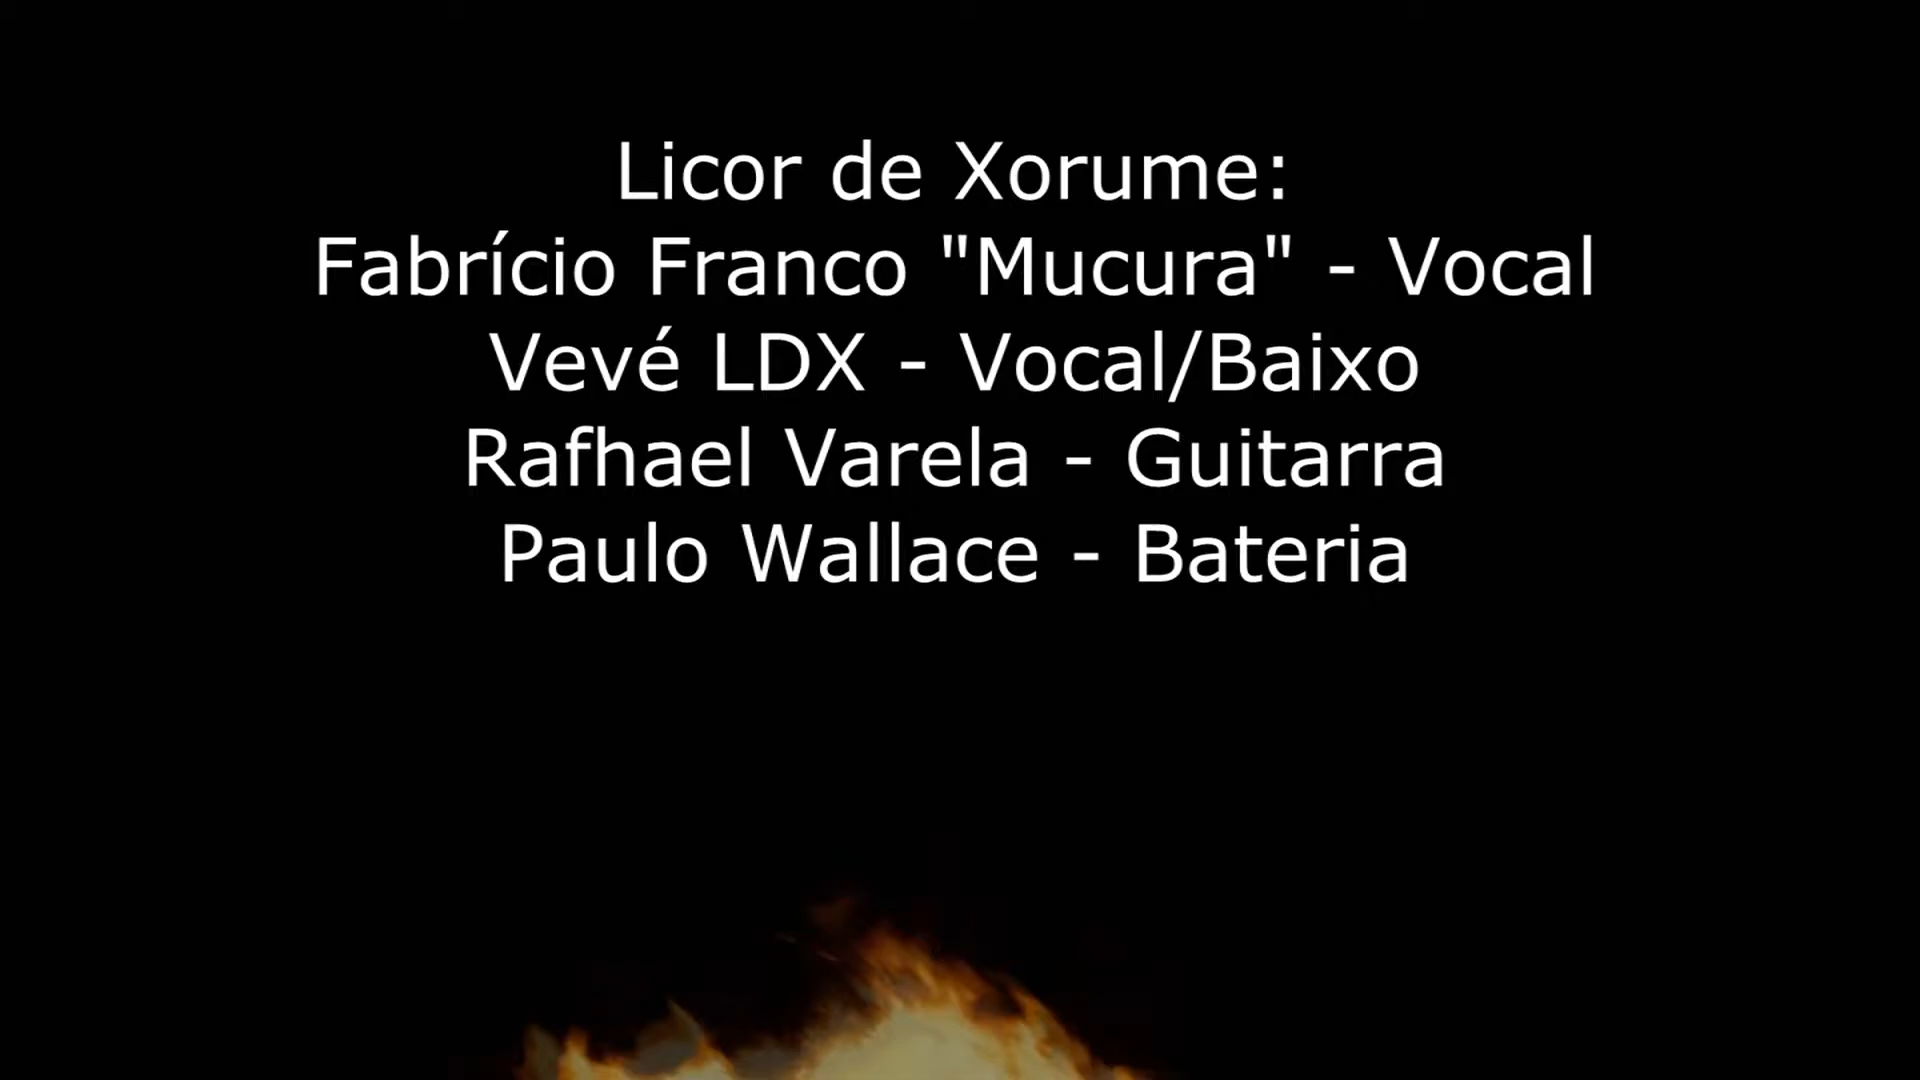 Licor de Xorume:
Fabrício Franco "Mucura" - Vocal
Vevé LDX - Vocal/Baixo
Rafhael Varela - Guitarra
Paulo Wallace - Bateria